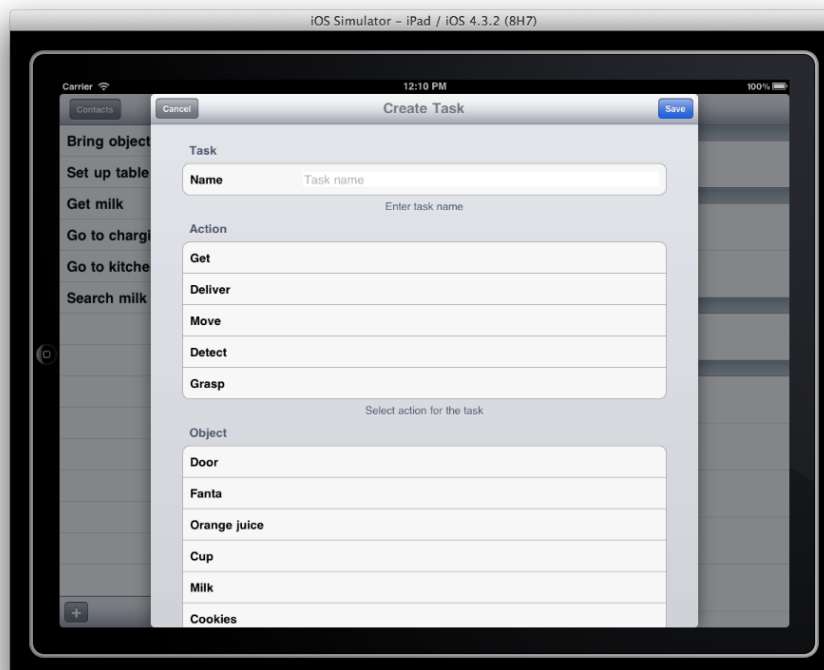 iOS Simulator – iPad / iOS 4.3.2 (8H7)
Carrier 12:10 PM 100%
Contacts Cancel Create Task Save
Bring object
Set up table
Get milk
Go to chargi
Go to kitche
Search milk
Task
Name Task name
Enter task name
Action
Get
Deliver
Move
Detect
Grasp
Select action for the task
Object
Door
Fanta
Orange juice
Cup
Milk
Cookies
+